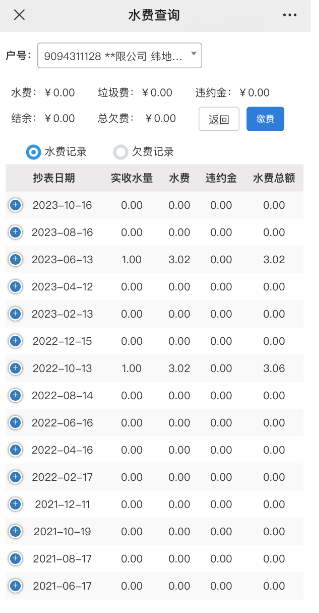 水费查询
户号: 9094311128 **限公司 纬地...
水费: ￥0.00 垃圾费: ￥0.00 违约金: ￥0.00
结余: ￥0.00 总欠费: ￥0.00 返回 缴费
水费记录 欠费记录
抄表日期 实收水量 水费 违约金 水费总额
2023-10-16 0.00 0.00 0.00 0.00
2023-08-16 0.00 0.00 0.00 0.00
2023-06-13 1.00 3.02 0.00 3.02
2023-04-12 0.00 0.00 0.00 0.00
2023-02-13 0.00 0.00 0.00 0.00
2022-12-15 0.00 0.00 0.00 0.00
2022-10-13 1.00 3.02 0.00 3.06
2022-08-14 0.00 0.00 0.00 0.00
2022-06-16 0.00 0.00 0.00 0.00
2022-04-16 0.00 0.00 0.00 0.00
2022-02-17 0.00 0.00 0.00 0.00
2021-12-11 0.00 0.00 0.00 0.00
2021-10-19 0.00 0.00 0.00 0.00
2021-08-17 0.00 0.00 0.00 0.00
2021-06-17 0.00 0.00 0.00 0.00